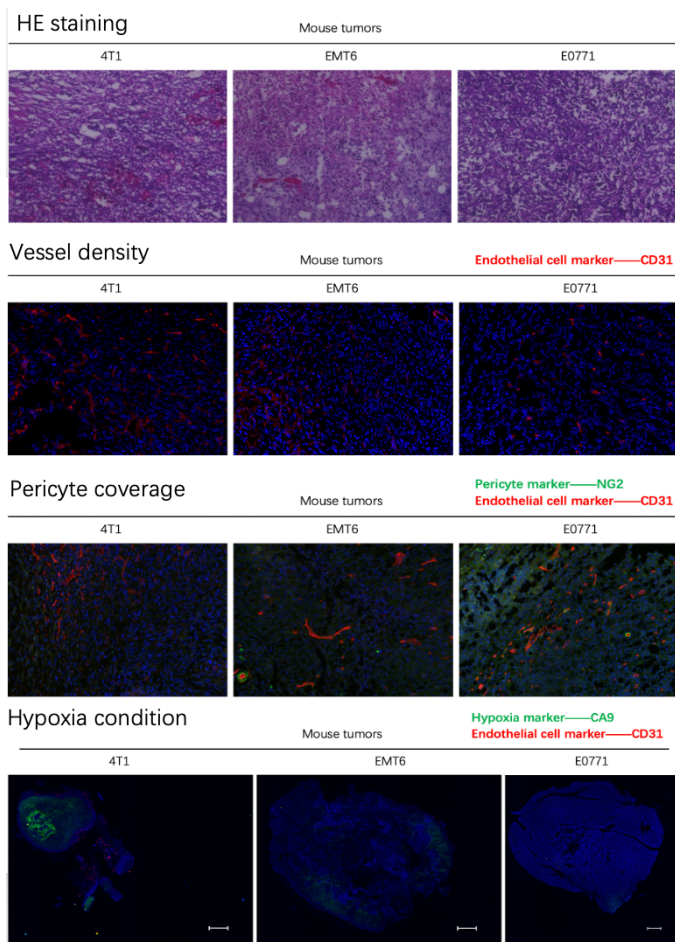 HE staining
Mouse tumors
4T1 EMT6 E0771
Vessel density
Mouse tumors
Endothelial cell marker——CD31
4T1 EMT6 E0771
Pericyte coverage
Pericyte marker——NG2
Mouse tumors
Endothelial cell marker——CD31
4T1 EMT6 E0771
Hypoxia condition
Hypoxia marker——CA9
Mouse tumors
Endothelial cell marker——CD31
4T1 EMT6 E0771